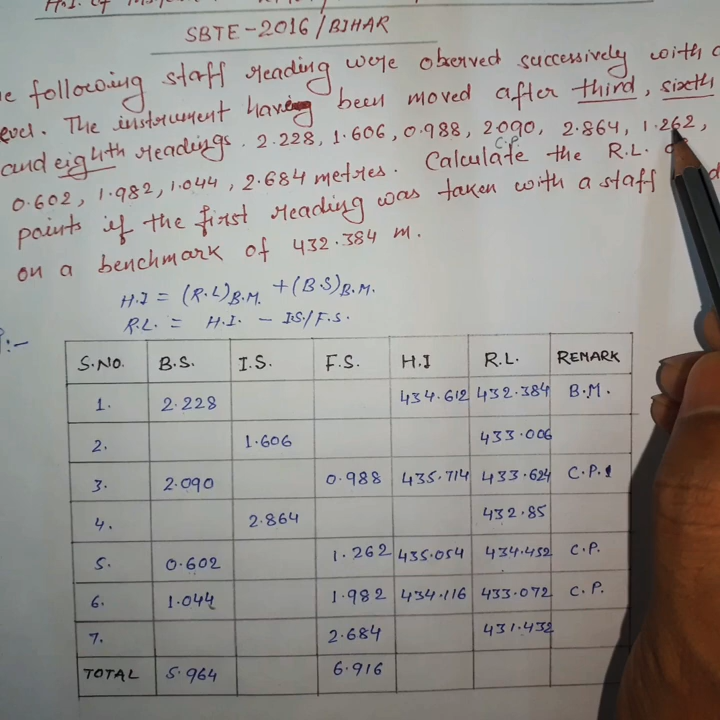 SBTE-2016/BIHAR
following staff reading were observed successively with
The instrument having been moved after third, sixth
and eighth readings. 2.228, 1.606, 0.988, 2.090, 2.864, 1.262,
C.P.
0.602, 1.982, 1.044, 2.684 metres. Calculate the R.L.
points if the first reading was taken with a staff
on a benchmark of 432.384 m.
H.I = (R.L)B.M. + (B.S)B.M.
R.L. = H.I. - I.S/F.S.
:-
S.NO. B.S. I.S. F.S. H.I R.L. REMARK
1. 2.228 434.612 432.384 B.M.
2. 1.606 433.006
3. 2.090 0.988 435.714 433.624 C.P.1
4. 2.864 432.85
5. 0.602 1.262 435.054 434.452 C.P.
6. 1.044 1.982 434.116 433.072 C.P.
7. 2.684 431.432
TOTAL 5.964 6.916